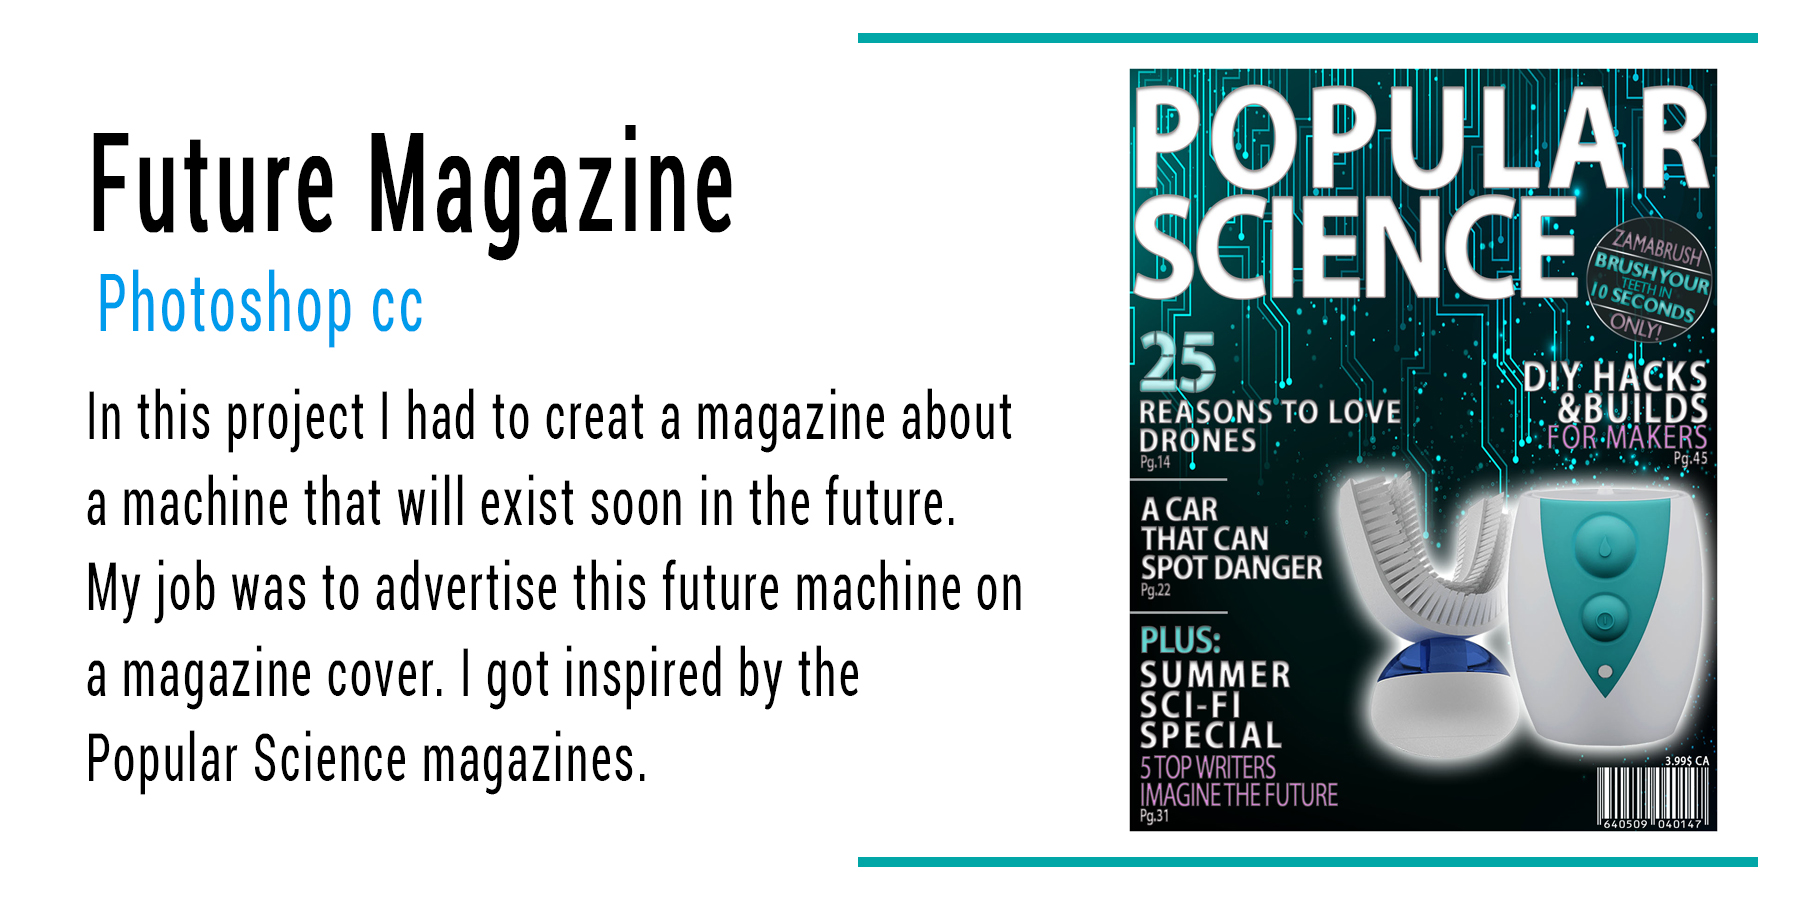 Future Magazine
Photoshop cc
In this project I had to creat a magazine about
a machine that will exist soon in the future.
My job was to advertise this future machine on
a magazine cover. I got inspired by the
Popular Science magazines.
POPULAR
SCIENCE
ZAMABRUSH
BRUSH YOUR
TEETH IN
10 SECONDS
ONLY!
25
REASONS TO LOVE
DRONES
Pg.14
DIY HACKS
&BUILDS
FOR MAKERS
Pg.45
A CAR
THAT CAN
SPOT DANGER
Pg.22
PLUS:
SUMMER
SCI-FI
SPECIAL
5 TOP WRITERS
IMAGINE THE FUTURE
Pg.31
3.99$ CA
640509 040147